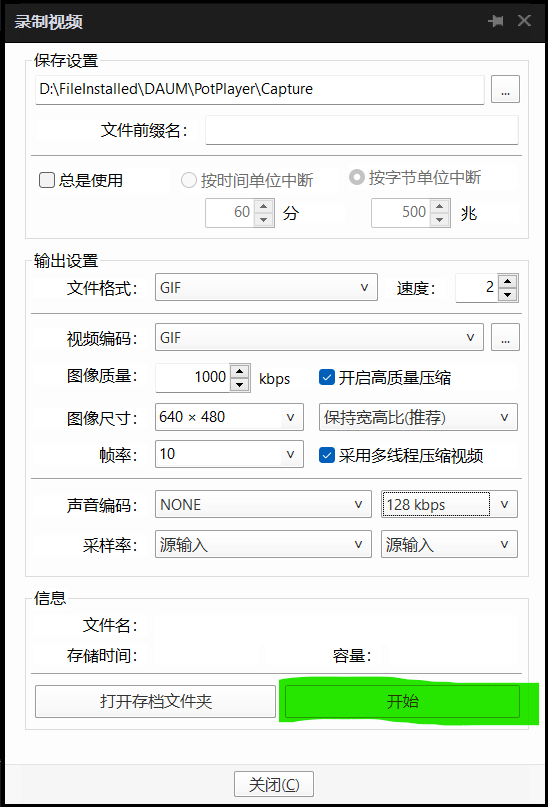 录制视频
保存设置
D:\FileInstalled\DAUM\PotPlayer\Capture ...
文件前缀名：
总是使用 按时间单位中断 按字节单位中断
60 分 500 兆
输出设置
文件格式： GIF 速度： 2
视频编码： GIF ...
图像质量： 1000 kbps 开启高质量压缩
图像尺寸： 640 × 480 保持宽高比(推荐)
帧率： 10 采用多线程压缩视频
声音编码： NONE 128 kbps
采样率： 源输入 源输入
信息
文件名：
存储时间： 容量：
打开存档文件夹 开始
关闭(C)